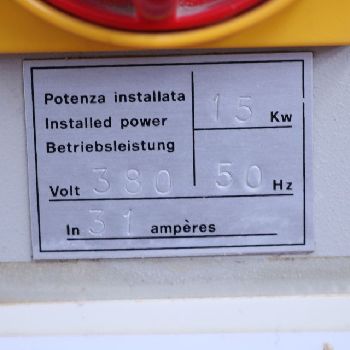 Potenza installata
Installed power 15 Kw
Betriebsleistung
Volt 380 50 Hz
In 31 ampères